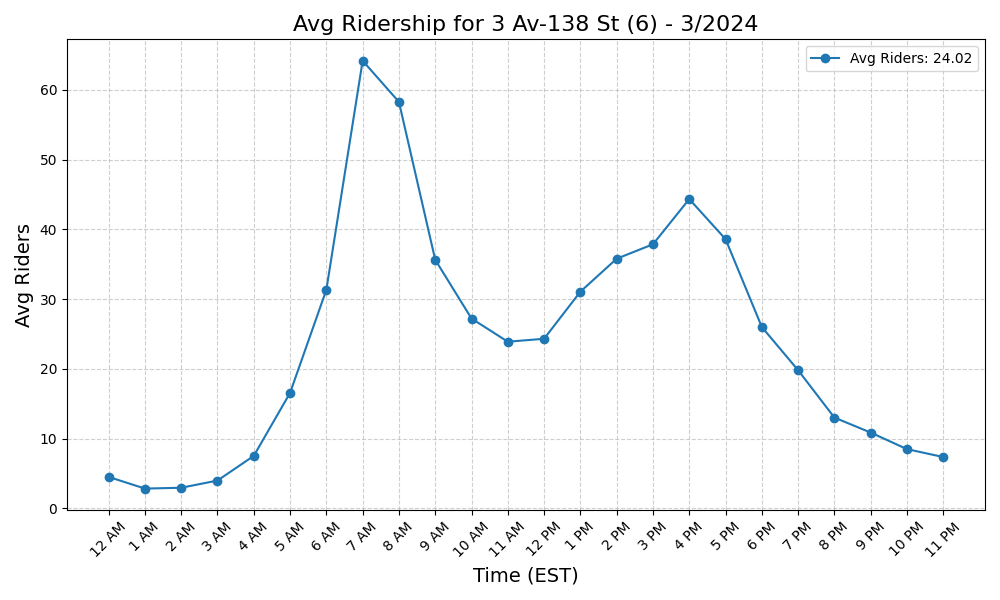 Avg Ridership for 3 Av-138 St (6) - 3/2024
Avg Riders: 24.02
Avg Riders
60
50
40
30
20
10
0
12 AM
1 AM
2 AM
3 AM
4 AM
5 AM
6 AM
7 AM
8 AM
9 AM
10 AM
11 AM
12 PM
1 PM
2 PM
3 PM
4 PM
5 PM
6 PM
7 PM
8 PM
9 PM
10 PM
11 PM
Time (EST)